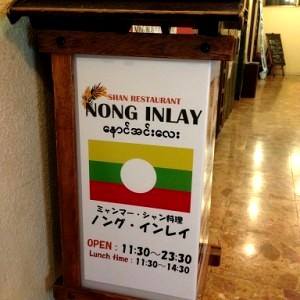 SHAN RESTAURANT
NONG INLAY
နောင်အင်းလေး
ミャンマー・シャン料理
ノング・インレイ
OPEN : 11:30～23:30
Lunch time : 11:30～14:30